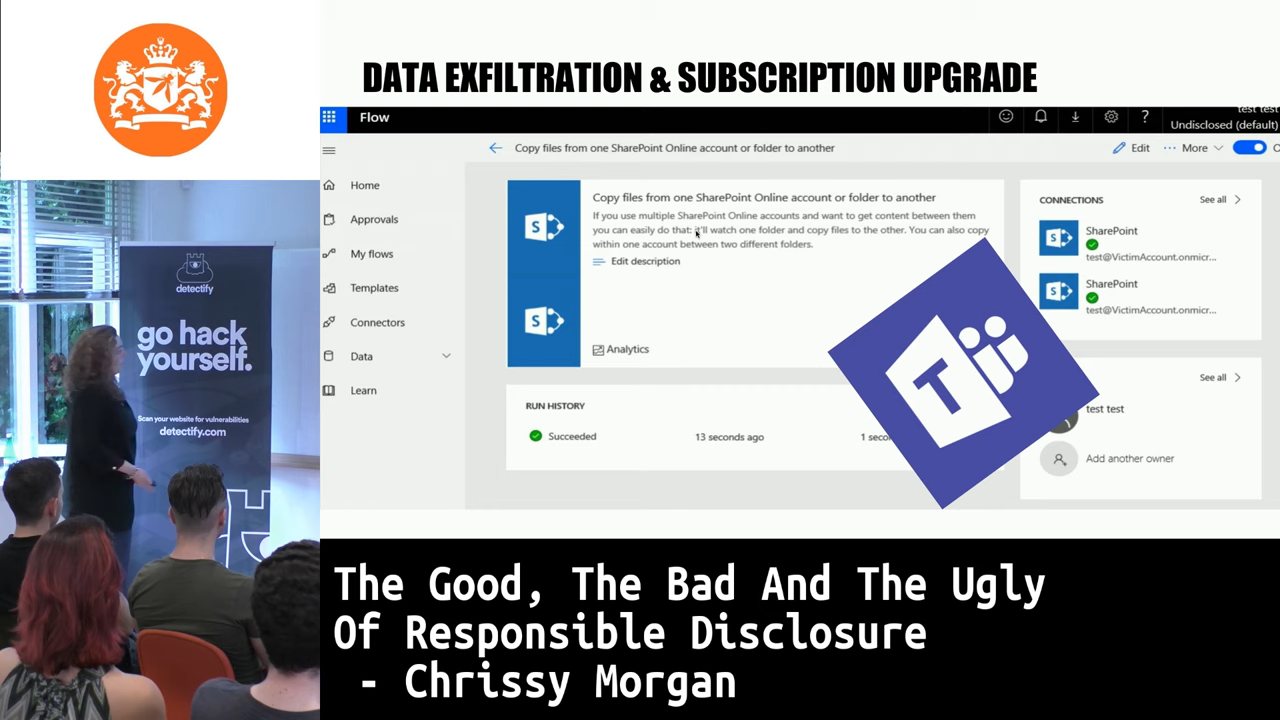 DATA EXFILTRATION & SUBSCRIPTION UPGRADE
Flow
test test
Undisclosed (default)
Copy files from one SharePoint Online account or folder to another
Edit
More
Home
Approvals
My flows
Templates
Connectors
Data
Learn
S
S
Copy files from one SharePoint Online account or folder to another
If you use multiple SharePoint Online accounts and want to get content between them
you can easily do that: it'll watch one folder and copy files to the other. You can also copy
within one account between two different folders.
Edit description
Analytics
RUN HISTORY
Succeeded
13 seconds ago
CONNECTIONS
See all
S
SharePoint
test@VictimAccount.onmicr...
S
SharePoint
test@VictimAccount.onmicr...
See all
test test
Add another owner
T
detectify
go hack
yourself.
Scan your website for vulnerabilities
detectify.com
The Good, The Bad And The Ugly
Of Responsible Disclosure
- Chrissy Morgan